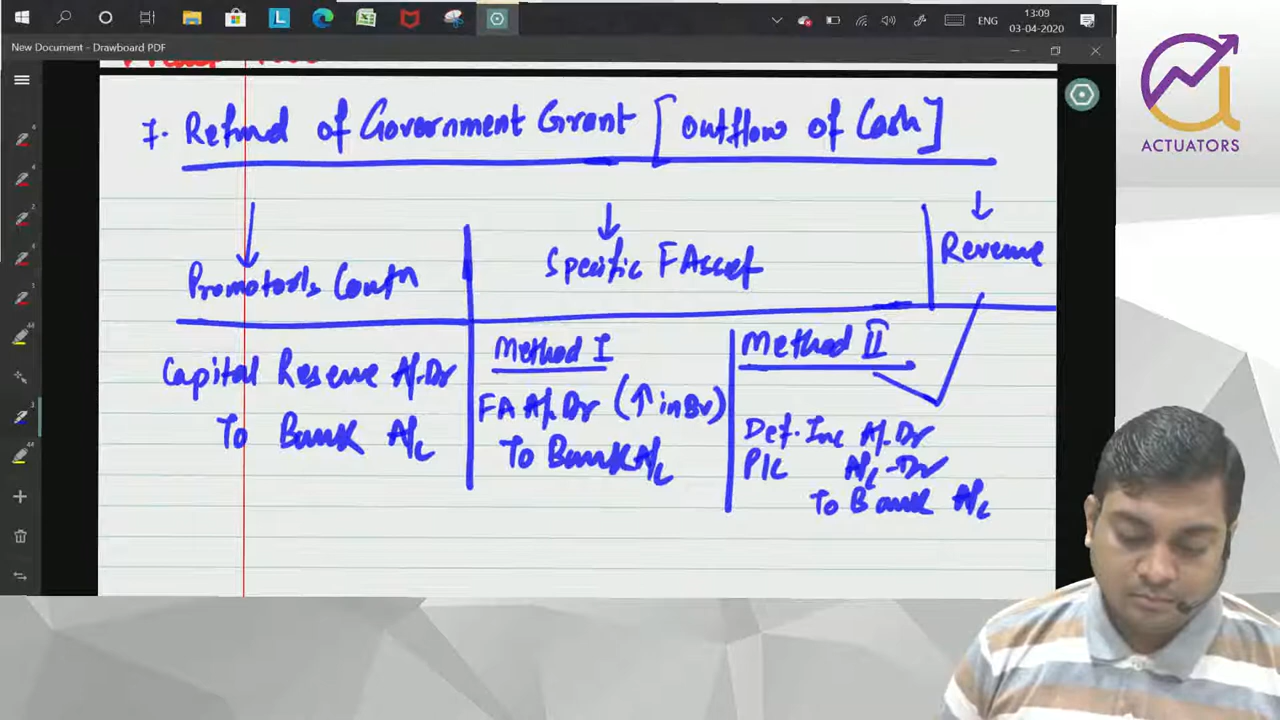 13:09
ENG
03-04-2020
New Document - Drawboard PDF
ACTUATORS
7. Refund of Government Grant [outflow of Cash]
Promotors Contn
Specific FAsset
Revenue
Capital Reserve A/c. Dr
To Bank A/c
Method I
FA A/c. Dr (↑ in BV)
To Bank A/c
Method II
Def. Inc A/c. Dr
P/L A/c. Dr
To Bank A/c